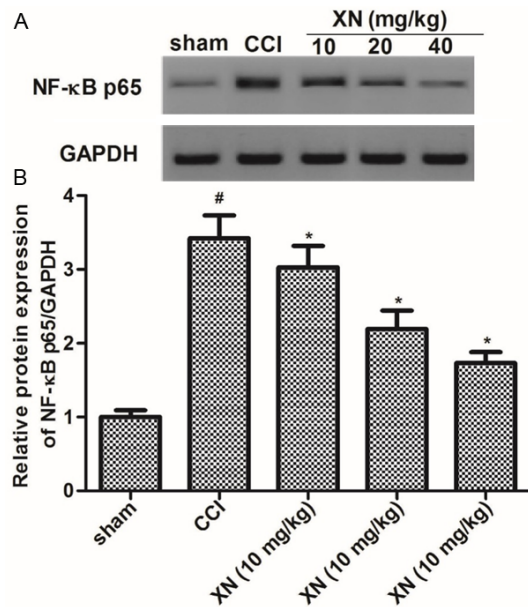 A
XN (mg/kg)
sham CCI 10 20 40
NF-κB p65
GAPDH
B
Relative protein expression
of NF-κB p65/GAPDH
4
3
2
1
0
#
*
*
*
sham
CCI
XN (10 mg/kg)
XN (10 mg/kg)
XN (10 mg/kg)